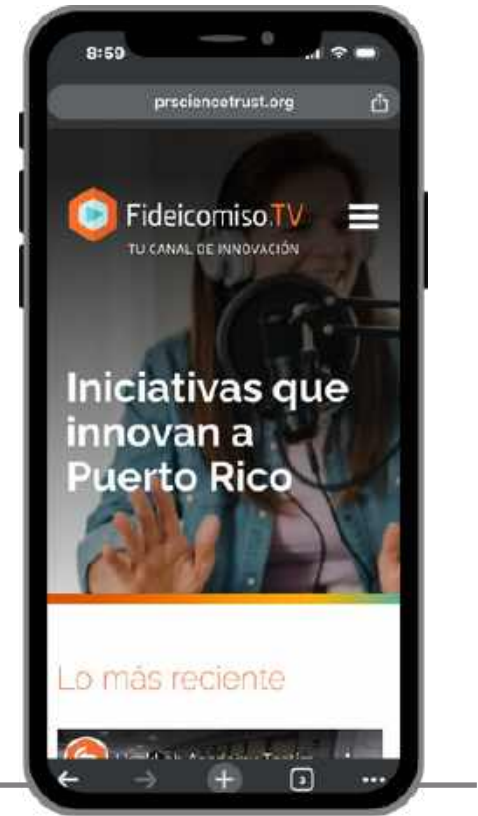 8:59
prsciencetrust.org
Fideicomiso.TV
TU CANAL DE INNOVACIÓN
Iniciativas que
innovan a
Puerto Rico
Lo más reciente
3